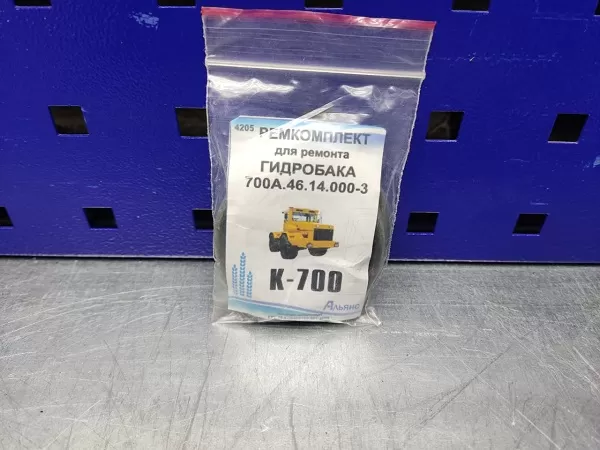 4205 РЕМКОМПЛЕКТ
для ремонта
ГИДРОБАКА
700А.46.14.000-3
К-700
Альянс